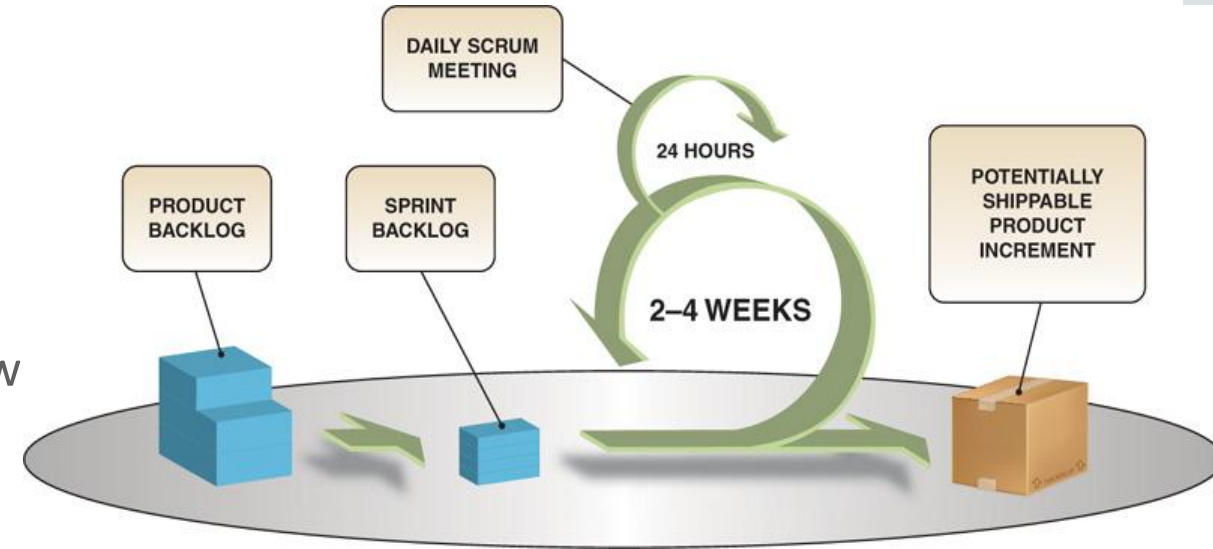 DAILY SCRUM
MEETING
24 HOURS
PRODUCT
BACKLOG
SPRINT
BACKLOG
POTENTIALLY
SHIPPABLE
PRODUCT
INCREMENT
2–4 WEEKS
w